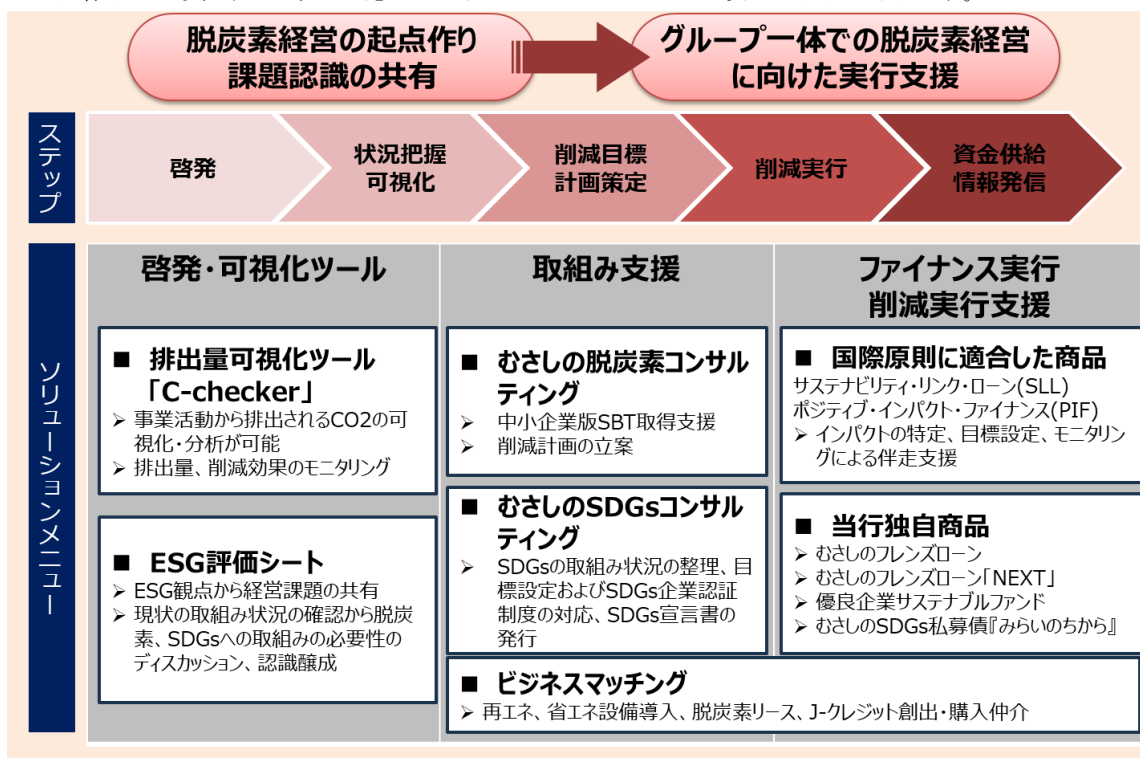 脱炭素経営の起点作り
課題認識の共有
グループ一体での脱炭素経営
に向けた実行支援
ステップ
啓発
状況把握
可視化
削減目標
計画策定
削減実行
資金供給
情報発信
ソリューションメニュー
啓発・可視化ツール
■ 排出量可視化ツール
「C-checker」
➢ 事業活動から排出されるCO2の可
視化・分析が可能
➢ 排出量、削減効果のモニタリング
■ ESG評価シート
➢ ESG観点から経営課題の共有
➢ 現状の取組み状況の確認から脱炭
素、SDGsへの取組みの必要性の
ディスカッション、認識醸成
取組み支援
■ むさしの脱炭素コンサル
ティング
➢ 中小企業版SBT取得支援
➢ 削減計画の立案
■ むさしのSDGsコンサル
ティング
➢ SDGsの取組み状況の整理、目
標設定およびSDGs企業認証
制度の対応、SDGs宣言書の
発行
ファイナンス実行
削減実行支援
■ 国際原則に適合した商品
サステナビリティ・リンク・ローン(SLL)
ポジティブ・インパクト・ファイナンス(PIF)
➢ インパクトの特定、目標設定、モニタリン
グによる伴走支援
■ 当行独自商品
➢ むさしのフレンズローン
➢ むさしのフレンズローン「NEXT」
➢ 優良企業サステナブルファンド
➢ むさしのSDGs私募債『みらいのちから』
■ ビジネスマッチング
➢ 再エネ、省エネ設備導入、脱炭素リース、J-クレジット創出・購入仲介